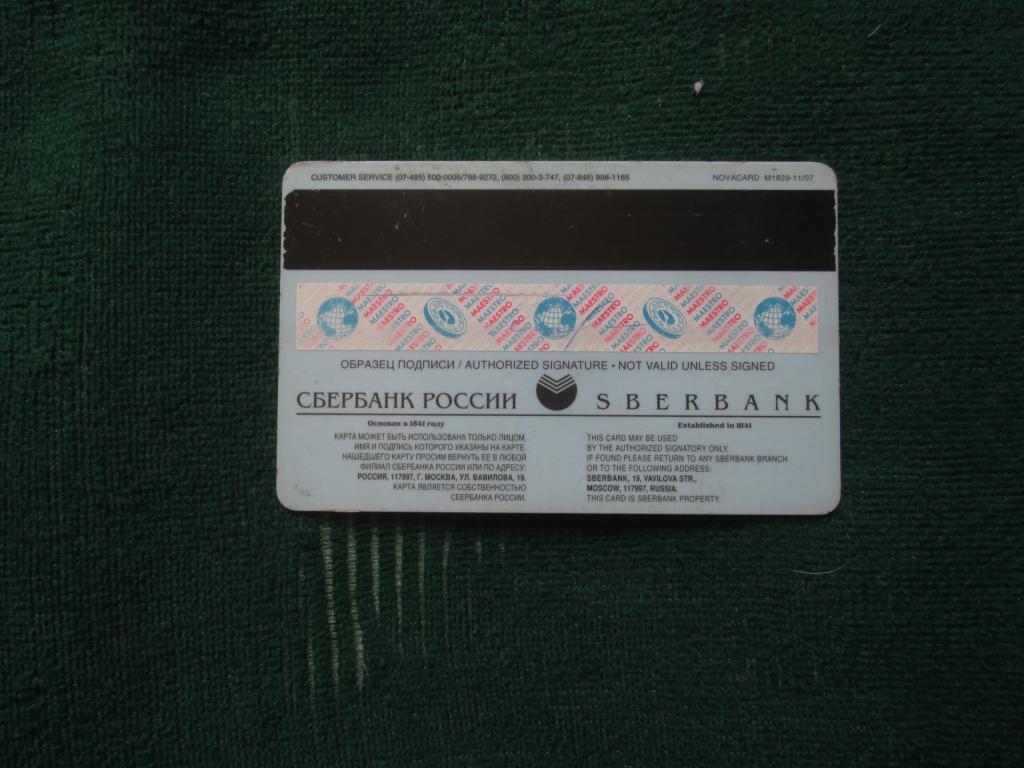 CUSTOMER SERVICE (07-495) 500-0005/788-9272, (800) 200-3-747, (07-846) 998-1165
NOVACARD M1829-11/07
MAESTRO MAESTRO MAESTRO MAESTRO
ОБРАЗЕЦ ПОДПИСИ / AUTHORIZED SIGNATURE • NOT VALID UNLESS SIGNED
СБЕРБАНК РОССИИ
SBERBANK
Основан в 1841 году
Established in 1841
КАРТА МОЖЕТ БЫТЬ ИСПОЛЬЗОВАНА ТОЛЬКО ЛИЦОМ,
ИМЯ И ПОДПИСЬ КОТОРОГО УКАЗАНЫ НА КАРТЕ.
НАШЕДШЕГО КАРТУ ПРОСИМ ВЕРНУТЬ ЕЕ В ЛЮБОЙ
ФИЛИАЛ СБЕРБАНКА РОССИИ ИЛИ ПО АДРЕСУ:
РОССИЯ, 117997, Г. МОСКВА, УЛ. ВАВИЛОВА, 19.
КАРТА ЯВЛЯЕТСЯ СОБСТВЕННОСТЬЮ
СБЕРБАНКА РОССИИ.
THIS CARD MAY BE USED
BY THE AUTHORIZED SIGNATORY ONLY.
IF FOUND PLEASE RETURN TO ANY SBERBANK BRANCH
OR TO THE FOLLOWING ADDRESS:
SBERBANK, 19, VAVILOVA STR.,
MOSCOW, 117997, RUSSIA.
THIS CARD IS SBERBANK PROPERTY.